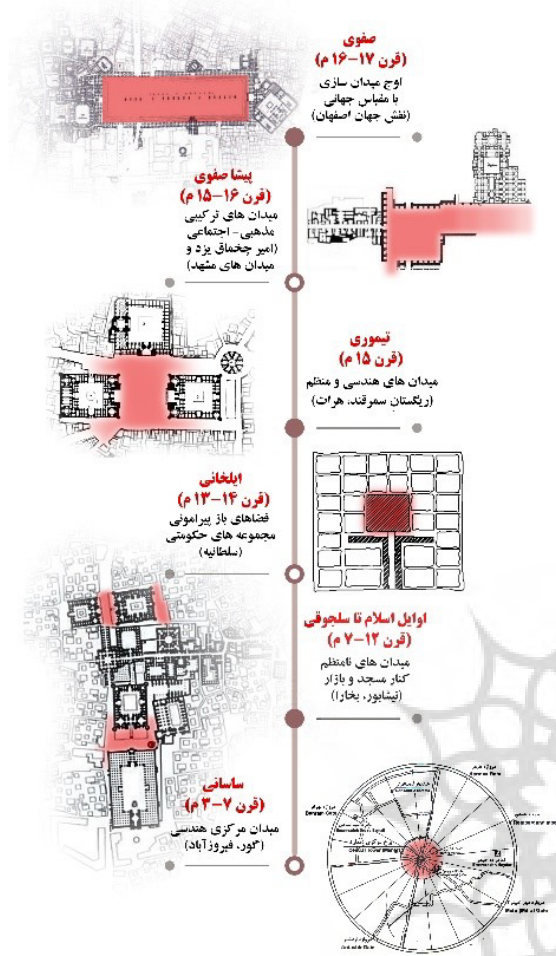 صفوی
(قرن ۱۷-۱۶ م)
اوج میدان سازی
با مقیاس جهانی
(نقش جهان اصفهان)
پیشا صفوی
(قرن ۱۶-۱۵ م)
میدان های ترکیبی
مذهبی- اجتماعی
(امیر چخماق یزد و
میدان های مشهد)
تیموری
(قرن ۱۵ م)
میدان های هندسی و منظم
(ریگستان سمرقند، هرات)
ایلخانی
(قرن ۱۴-۱۳ م)
فضاهای باز پیرامونی
مجموعه های حکومتی
(سلطانیه)
اوایل اسلام تا سلجوقی
(قرن ۱۲-۷ م)
میدان های نامنظم
کنار مسجد و بازار
(نیشابور، بخارا)
ساسانی
(قرن ۷-۳ م)
میدان مرکزی هندسی
(گور، فیروزآباد)